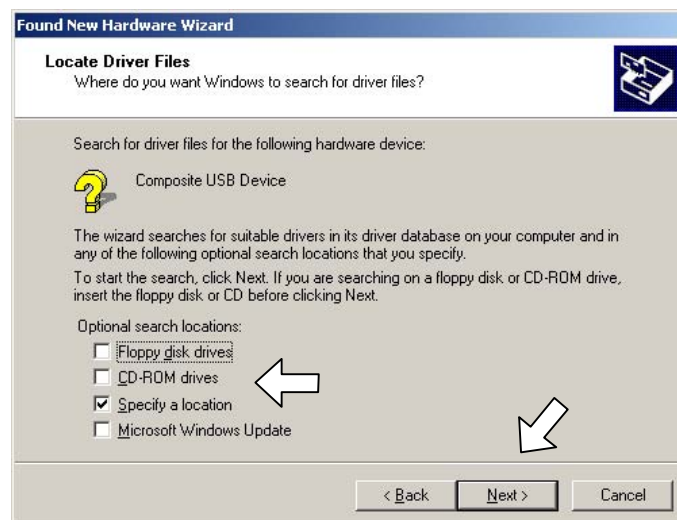 Found New Hardware Wizard
Locate Driver Files
Where do you want Windows to search for driver files?
Search for driver files for the following hardware device:
Composite USB Device
The wizard searches for suitable drivers in its driver database on your computer and in
any of the following optional search locations that you specify.
To start the search, click Next. If you are searching on a floppy disk or CD-ROM drive,
insert the floppy disk or CD before clicking Next.
Optional search locations:
Floppy disk drives
CD-ROM drives
Specify a location
Microsoft Windows Update
< Back Next > Cancel